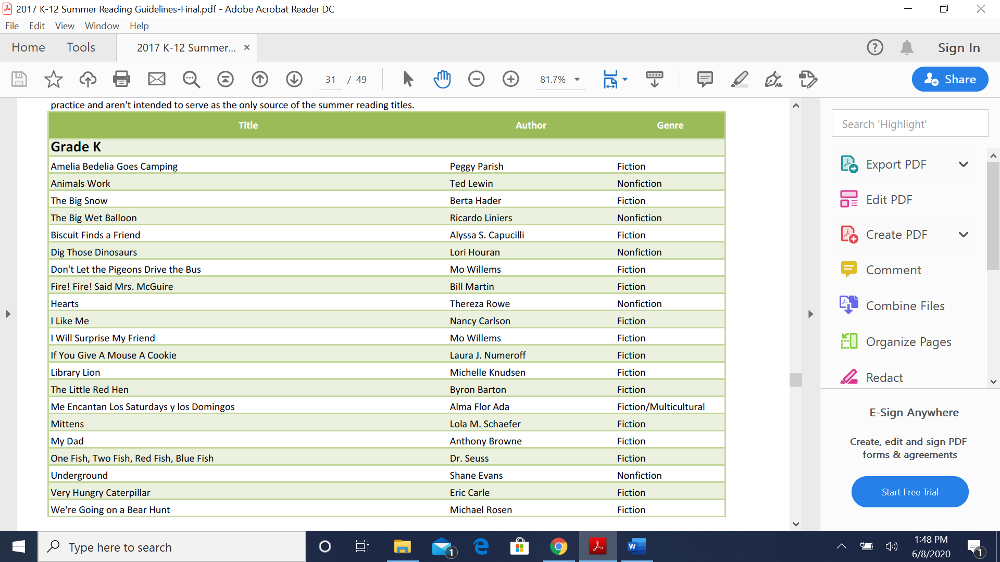 2017 K-12 Summer Reading Guidelines-Final.pdf - Adobe Acrobat Reader DC
File Edit View Window Help
Home Tools 2017 K-12 Summer... × Sign In
31 / 49 81.7% Share
practice and aren't intended to serve as the only source of the summer reading titles.
Title Author Genre
Grade K
Amelia Bedelia Goes Camping Peggy Parish Fiction
Animals Work Ted Lewin Nonfiction
The Big Snow Berta Hader Fiction
The Big Wet Balloon Ricardo Liniers Nonfiction
Biscuit Finds a Friend Alyssa S. Capucilli Fiction
Dig Those Dinosaurs Lori Houran Nonfiction
Don't Let the Pigeons Drive the Bus Mo Willems Fiction
Fire! Fire! Said Mrs. McGuire Bill Martin Fiction
Hearts Thereza Rowe Nonfiction
I Like Me Nancy Carlson Fiction
I Will Surprise My Friend Mo Willems Fiction
If You Give A Mouse A Cookie Laura J. Numeroff Fiction
Library Lion Michelle Knudsen Fiction
The Little Red Hen Byron Barton Fiction
Me Encantan Los Saturdays y los Domingos Alma Flor Ada Fiction/Multicultural
Mittens Lola M. Schaefer Fiction
My Dad Anthony Browne Fiction
One Fish, Two Fish, Red Fish, Blue Fish Dr. Seuss Fiction
Underground Shane Evans Nonfiction
Very Hungry Caterpillar Eric Carle Fiction
We're Going on a Bear Hunt Michael Rosen Fiction
Search 'Highlight'
Export PDF
Edit PDF
Create PDF
Comment
Combine Files
Organize Pages
Redact
E-Sign Anywhere
Create, edit and sign PDF
forms & agreements
Start Free Trial
Type here to search
1
W
1:48 PM
6/8/2020
1